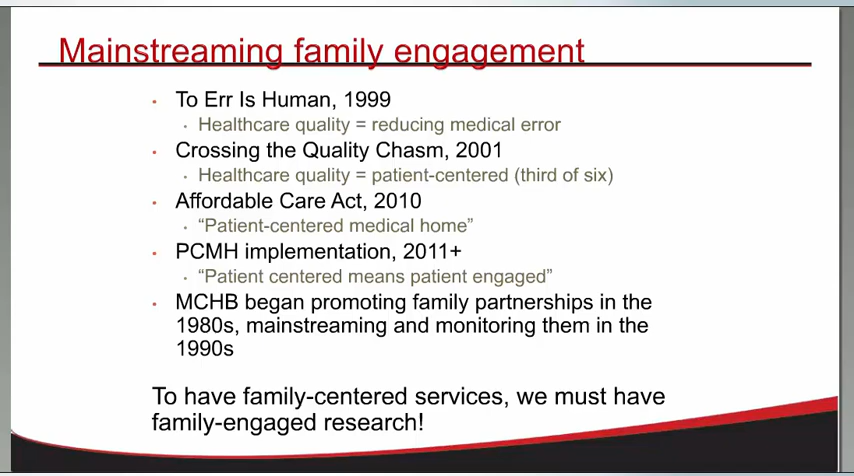 Mainstreaming family engagement
· To Err Is Human, 1999
· Healthcare quality = reducing medical error
· Crossing the Quality Chasm, 2001
· Healthcare quality = patient-centered (third of six)
· Affordable Care Act, 2010
· “Patient-centered medical home”
· PCMH implementation, 2011+
· “Patient centered means patient engaged”
· MCHB began promoting family partnerships in the
1980s, mainstreaming and monitoring them in the
1990s
To have family-centered services, we must have
family-engaged research!